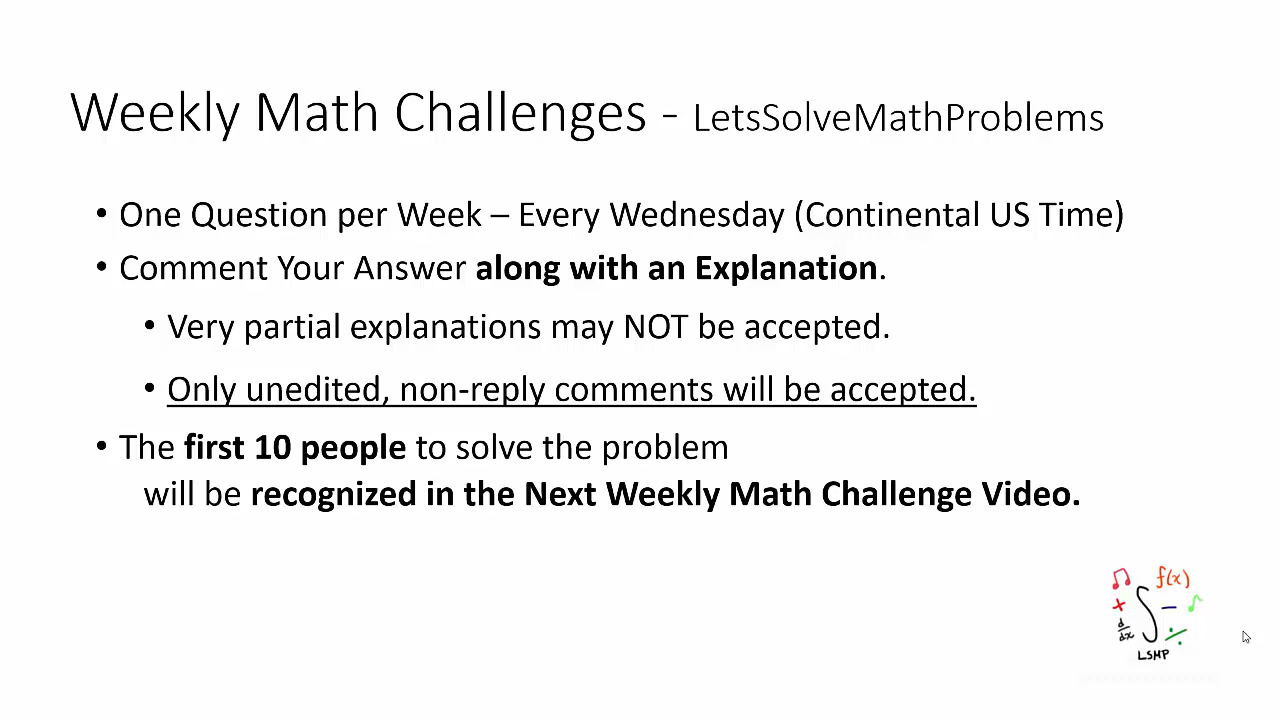 Weekly Math Challenges - LetsSolveMathProblems
• One Question per Week – Every Wednesday (Continental US Time)
• Comment Your Answer along with an Explanation.
• Very partial explanations may NOT be accepted.
• Only unedited, non-reply comments will be accepted.
• The first 10 people to solve the problem
will be recognized in the Next Weekly Math Challenge Video.
f(x)
+ ∫ –
d/dx ÷
LSMP